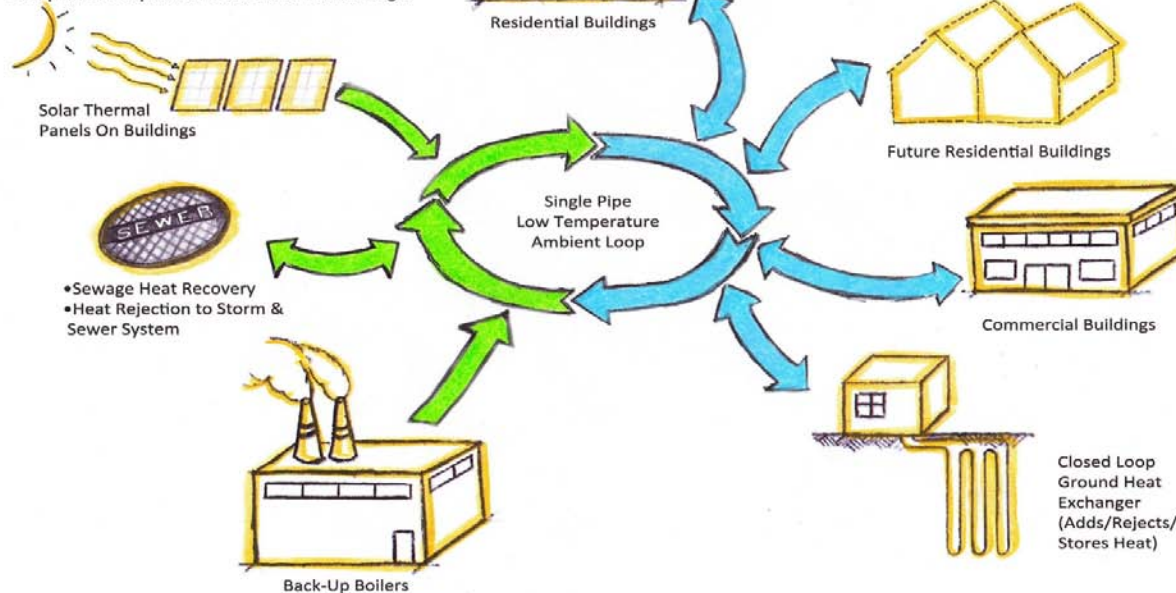 Residential Buildings
Solar Thermal
Panels On Buildings
Future Residential Buildings
Single Pipe
Low Temperature
Ambient Loop
SEWER
•Sewage Heat Recovery
•Heat Rejection to Storm &
Sewer System
Commercial Buildings
Closed Loop
Ground Heat
Exchanger
(Adds/Rejects/
Stores Heat)
Back-Up Boilers